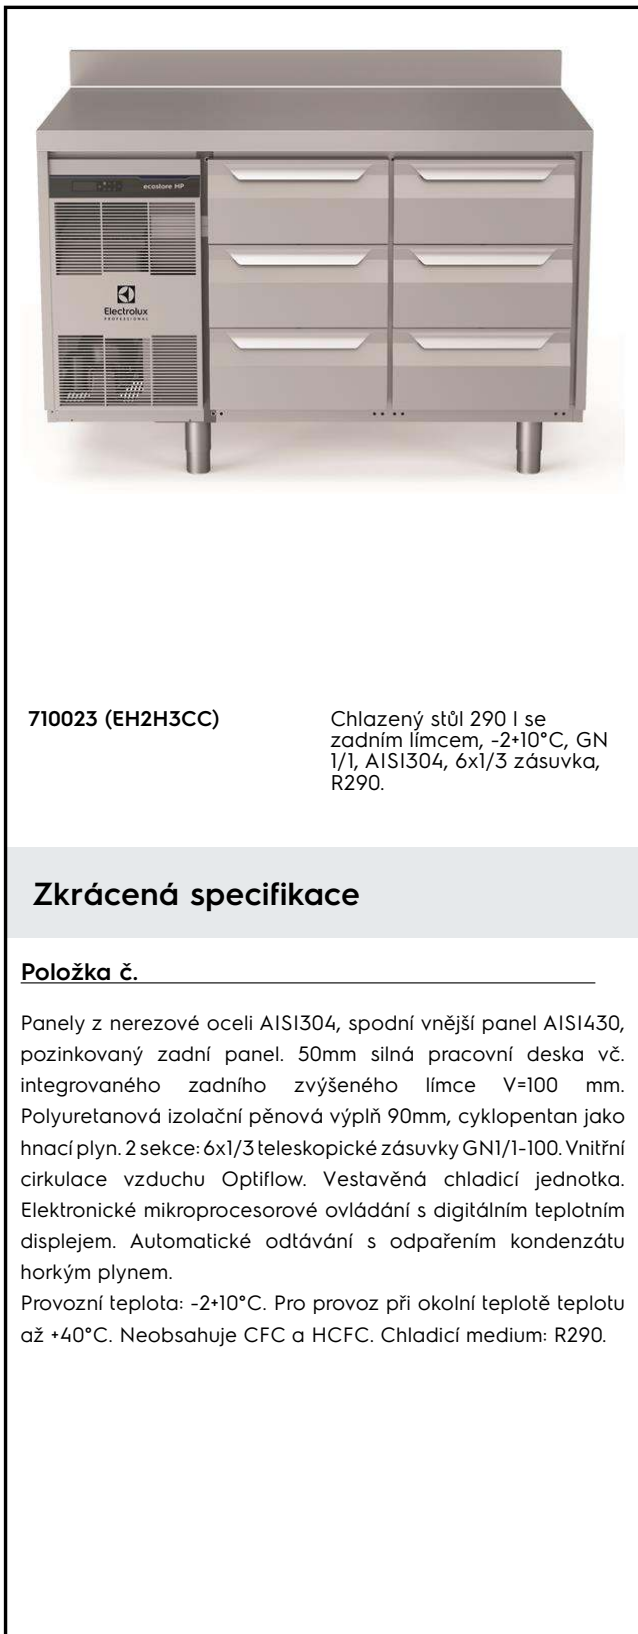 ecostore HP
Electrolux
PROFESSIONAL
710023 (EH2H3CC)
Chlazený stůl 290 l se
zadním límcem, -2+10°C, GN
1/1, AISI304, 6x1/3 zásuvka,
R290.
Zkrácená specifikace
Položka č.
Panely z nerezové oceli AISI304, spodní vnější panel AISI430,
pozinkovaný zadní panel. 50mm silná pracovní deska vč.
integrovaného zadního zvýšeného límce V=100 mm.
Polyuretanová izolační pěnová výplň 90mm, cyklopentan jako
hnací plyn. 2 sekce: 6x1/3 teleskopické zásuvky GN1/1-100. Vnitřní
cirkulace vzduchu Optiflow. Vestavěná chladicí jednotka.
Elektronické mikroprocesorové ovládání s digitálním teplotním
displejem. Automatické odtávání s odpařením kondenzátu
horkým plynem.
Provozní teplota: -2+10°C. Pro provoz při okolní teplotě teplotu
až +40°C. Neobsahuje CFC a HCFC. Chladicí medium: R290.